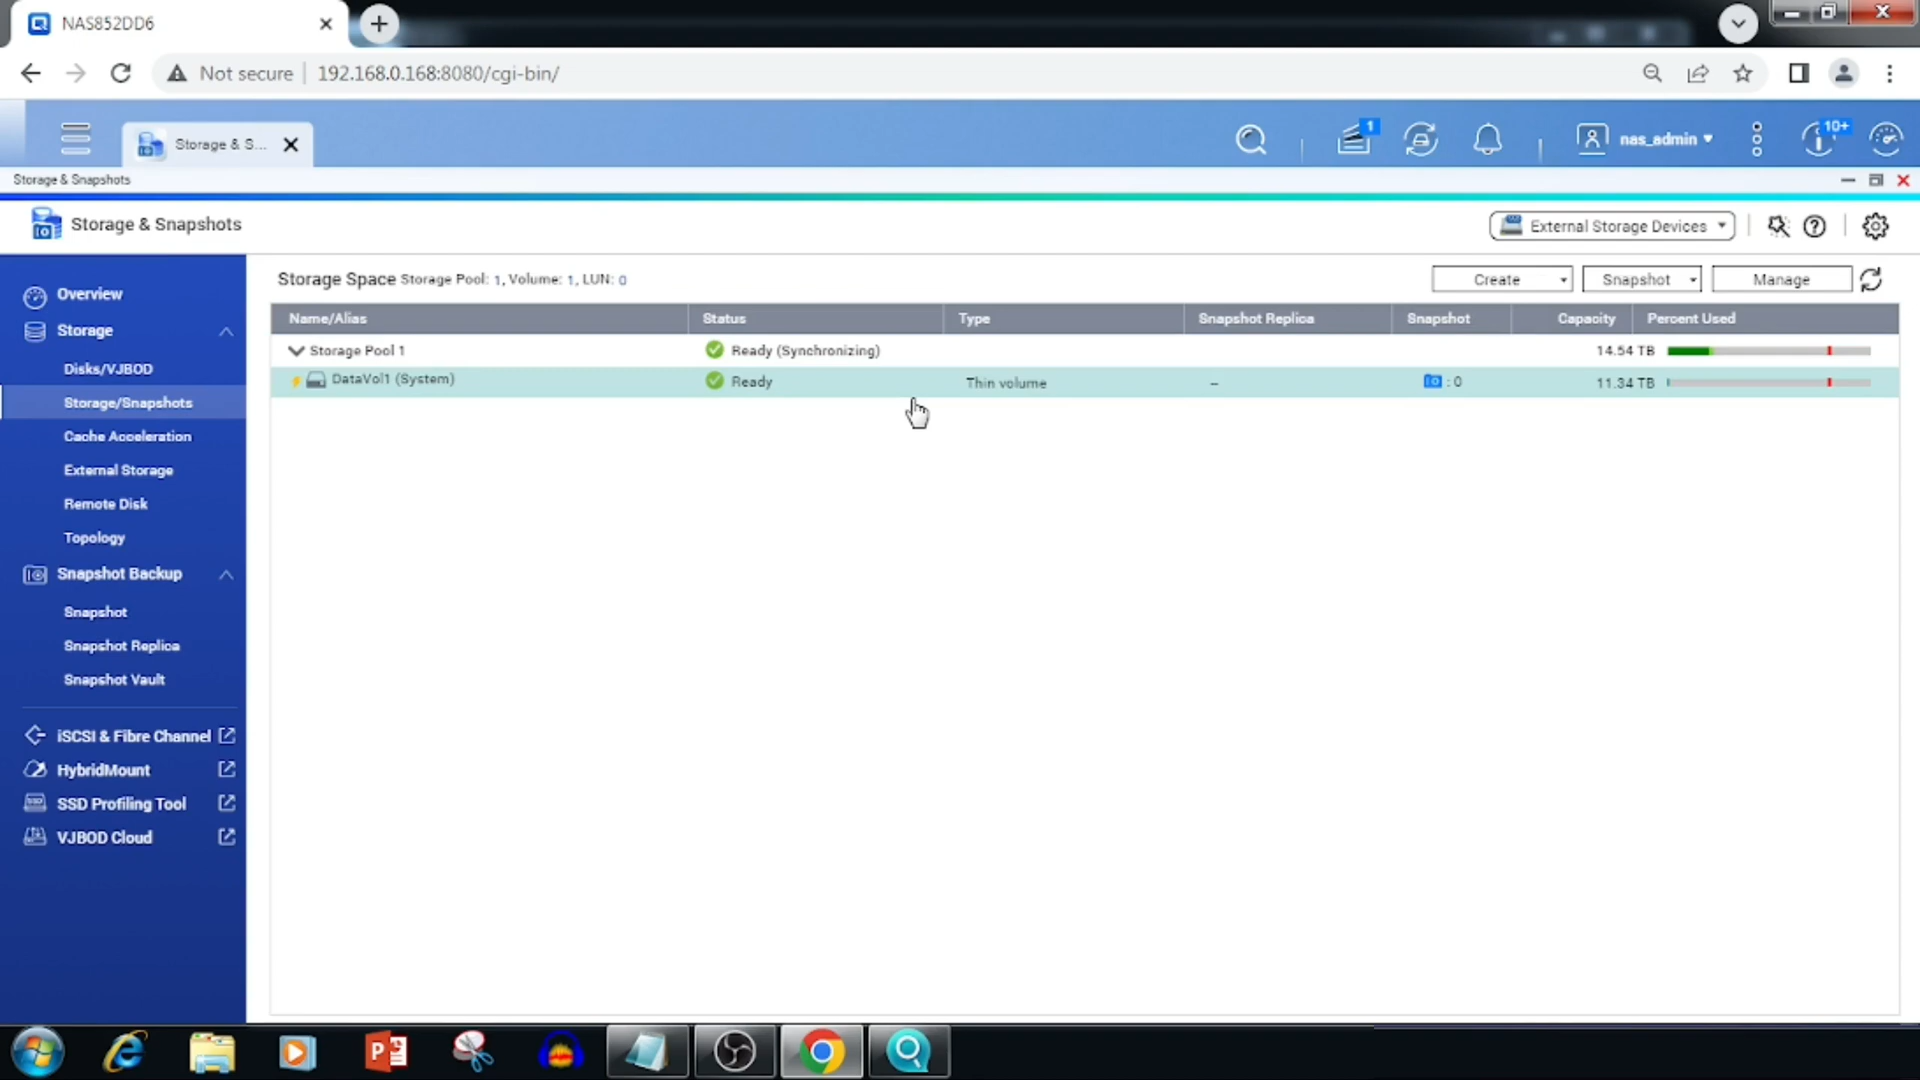 NAS852DD6
Not secure 192.168.0.168:8080/cgi-bin/
Storage & S...
1
nas_admin
10+
Storage & Snapshots
Storage & Snapshots
External Storage Devices
Overview
Storage
Disks/VJBOD
Storage/Snapshots
Cache Acceleration
External Storage
Remote Disk
Topology
Snapshot Backup
Snapshot
Snapshot Replica
Snapshot Vault
iSCSI & Fibre Channel
HybridMount
SSD Profiling Tool
VJBOD Cloud
Storage Space Storage Pool: 1, Volume: 1, LUN: 0
Create
Snapshot
Manage
Name/Alias Status Type Snapshot Replica Snapshot Capacity Percent Used
Storage Pool 1 Ready (Synchronizing) 14.54 TB
DataVol1 (System) Ready Thin volume -- : 0 11.34 TB